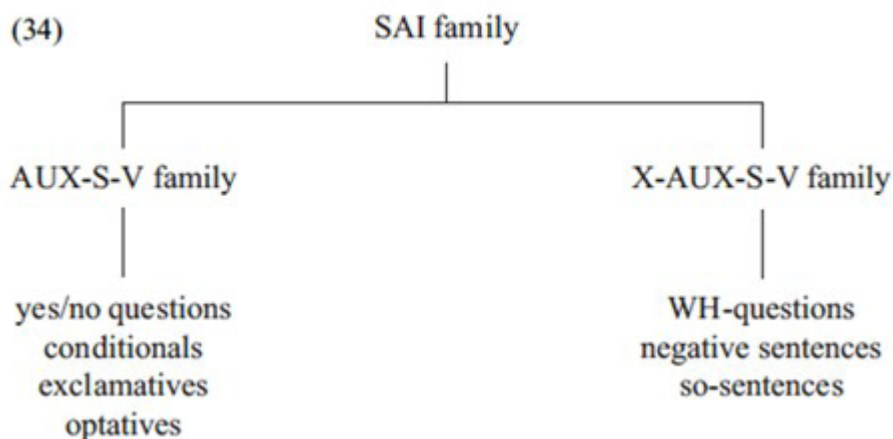 (34) SAI family
AUX-S-V family X-AUX-S-V family
yes/no questions WH-questions
conditionals negative sentences
exclamatives so-sentences
optatives